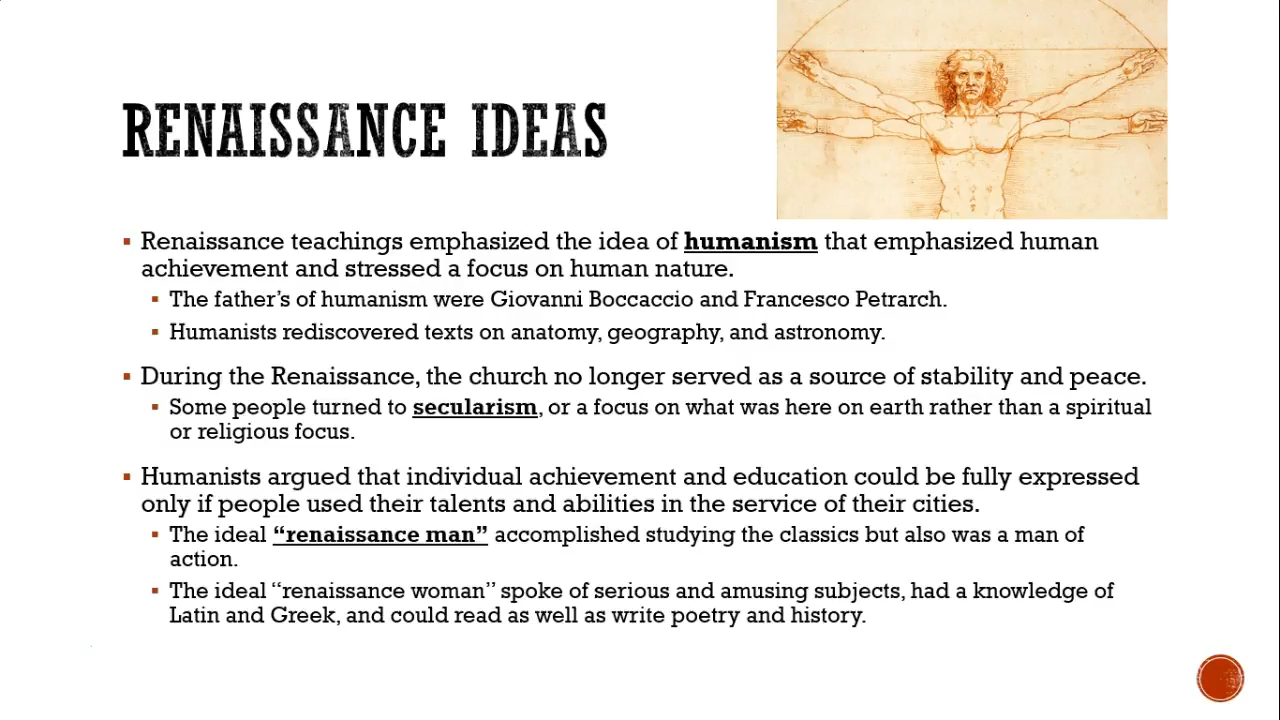 RENAISSANCE IDEAS
▪ Renaissance teachings emphasized the idea of humanism that emphasized human
achievement and stressed a focus on human nature.
▪ The father's of humanism were Giovanni Boccaccio and Francesco Petrarch.
▪ Humanists rediscovered texts on anatomy, geography, and astronomy.
▪ During the Renaissance, the church no longer served as a source of stability and peace.
▪ Some people turned to secularism, or a focus on what was here on earth rather than a spiritual
or religious focus.
▪ Humanists argued that individual achievement and education could be fully expressed
only if people used their talents and abilities in the service of their cities.
▪ The ideal “renaissance man” accomplished studying the classics but also was a man of
action.
▪ The ideal “renaissance woman” spoke of serious and amusing subjects, had a knowledge of
Latin and Greek, and could read as well as write poetry and history.